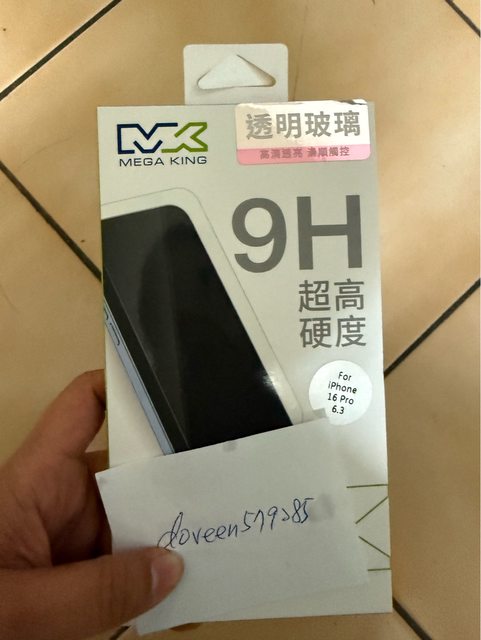 MEGA KING
透明玻璃
高清透亮 滑順觸控
9H
超高
硬度
For
iPhone
16 Pro
6.3
doveen579285